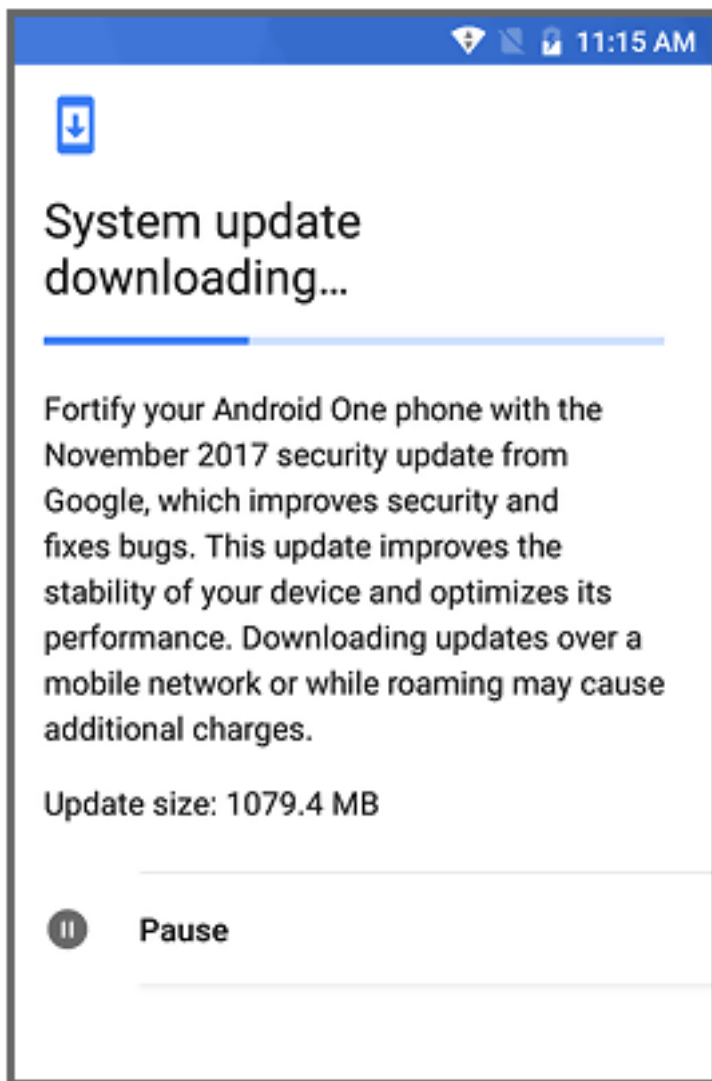 11:15 AM
System update
downloading...
Fortify your Android One phone with the
November 2017 security update from
Google, which improves security and
fixes bugs. This update improves the
stability of your device and optimizes its
performance. Downloading updates over a
mobile network or while roaming may cause
additional charges.
Update size: 1079.4 MB
Pause